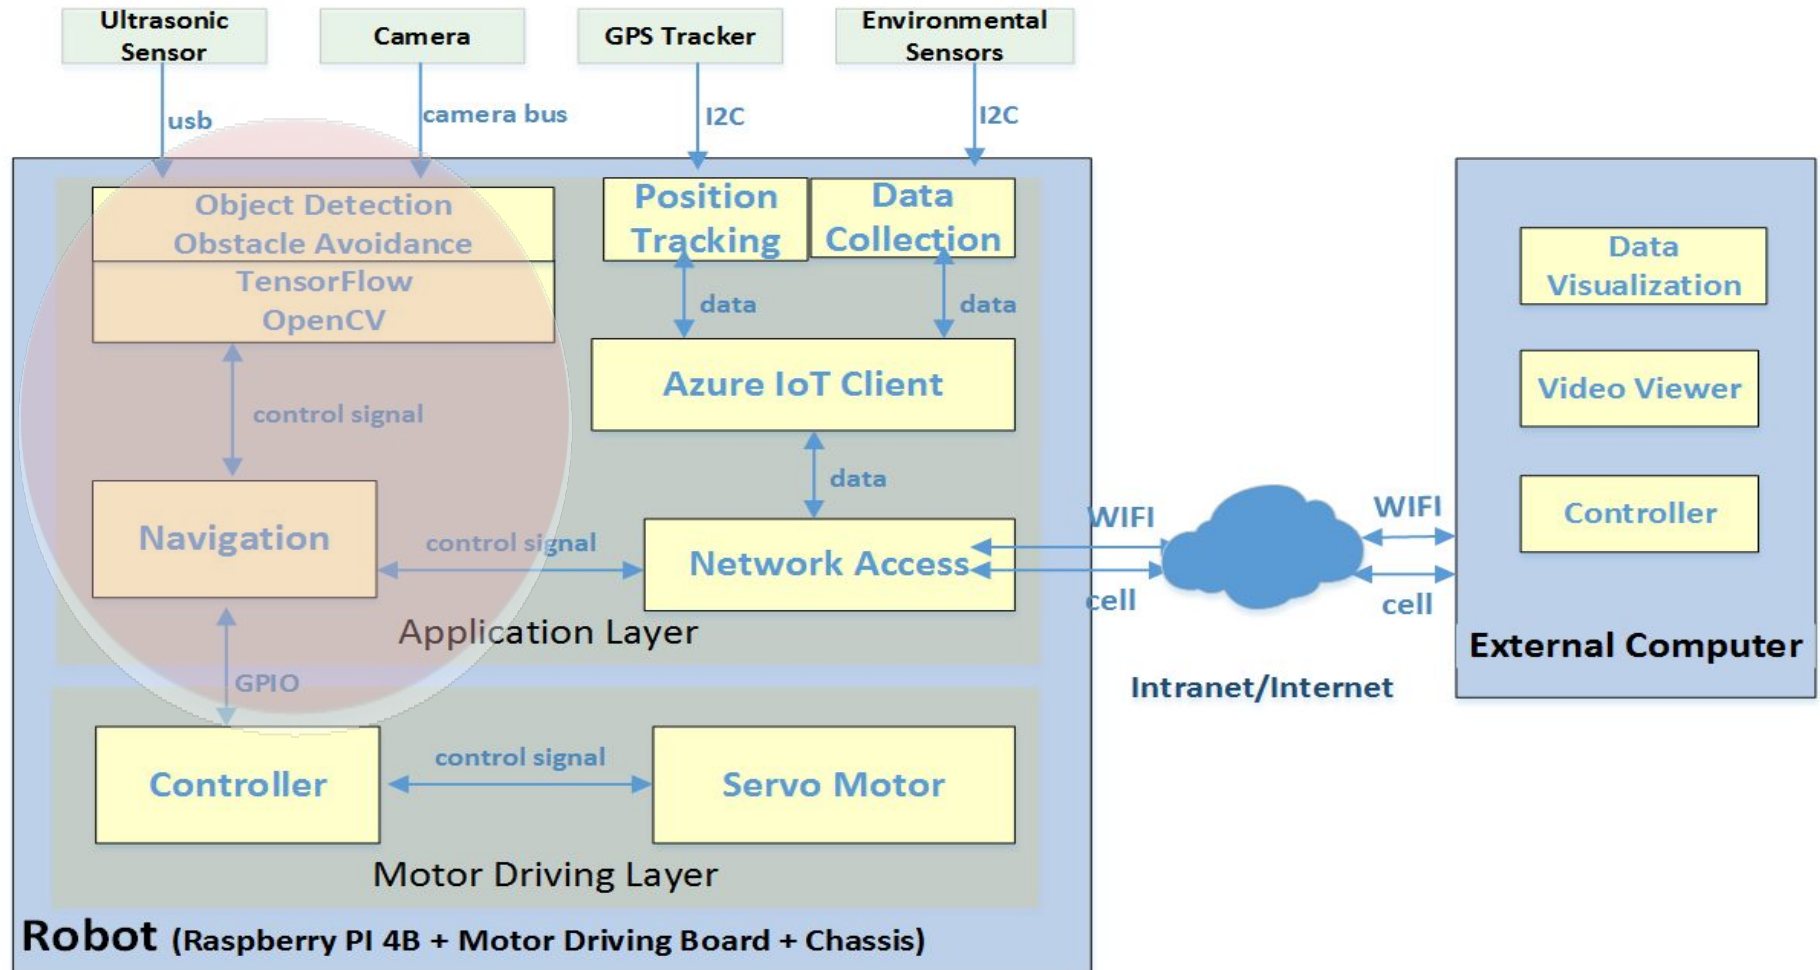 Ultrasonic
Sensor
Camera
GPS Tracker
Environmental
Sensors
usb
camera bus
I2C
I2C
Object Detection
Obstacle Avoidance
TensorFlow
OpenCV
Position
Tracking
Data
Collection
data
data
Azure IoT Client
control signal
data
Navigation
control signal
Network Access
Application Layer
GPIO
Controller
control signal
Servo Motor
Motor Driving Layer
Robot (Raspberry PI 4B + Motor Driving Board + Chassis)
WIFI
cell
Intranet/Internet
WIFI
cell
Data
Visualization
Video Viewer
Controller
External Computer